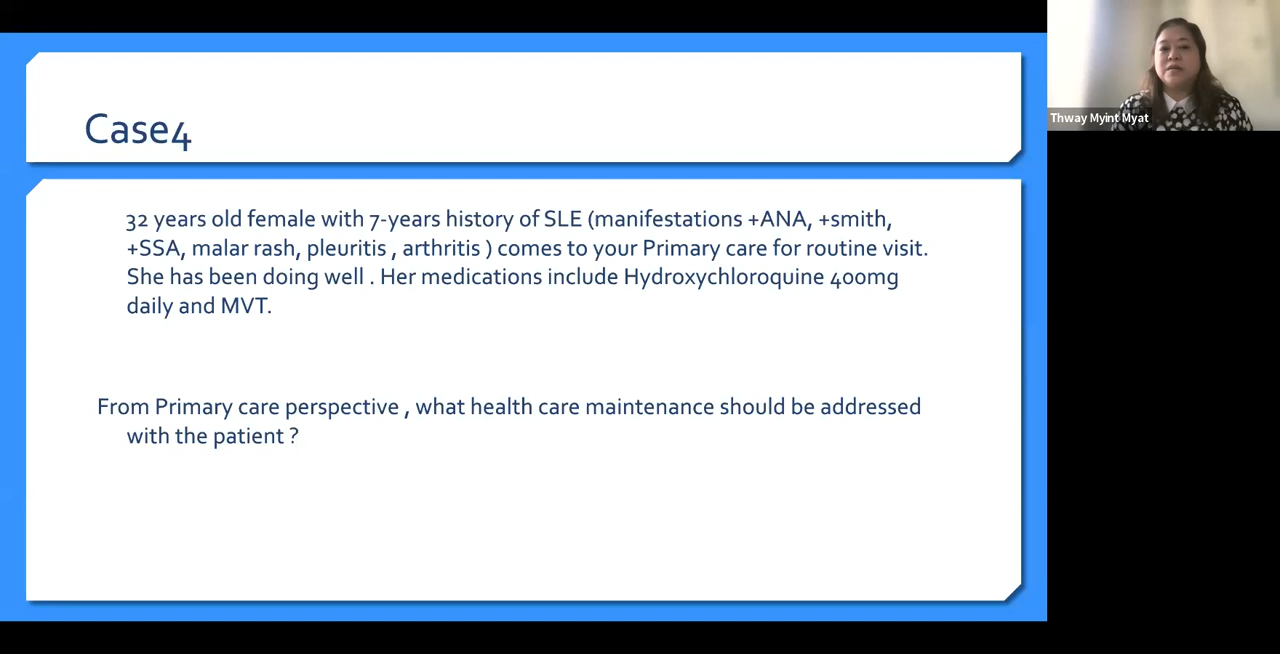 Case4
32 years old female with 7-years history of SLE (manifestations +ANA, +smith,
+SSA, malar rash, pleuritis , arthritis ) comes to your Primary care for routine visit.
She has been doing well . Her medications include Hydroxychloroquine 400mg
daily and MVT.
From Primary care perspective , what health care maintenance should be addressed
with the patient ?
Thway Myint Myat